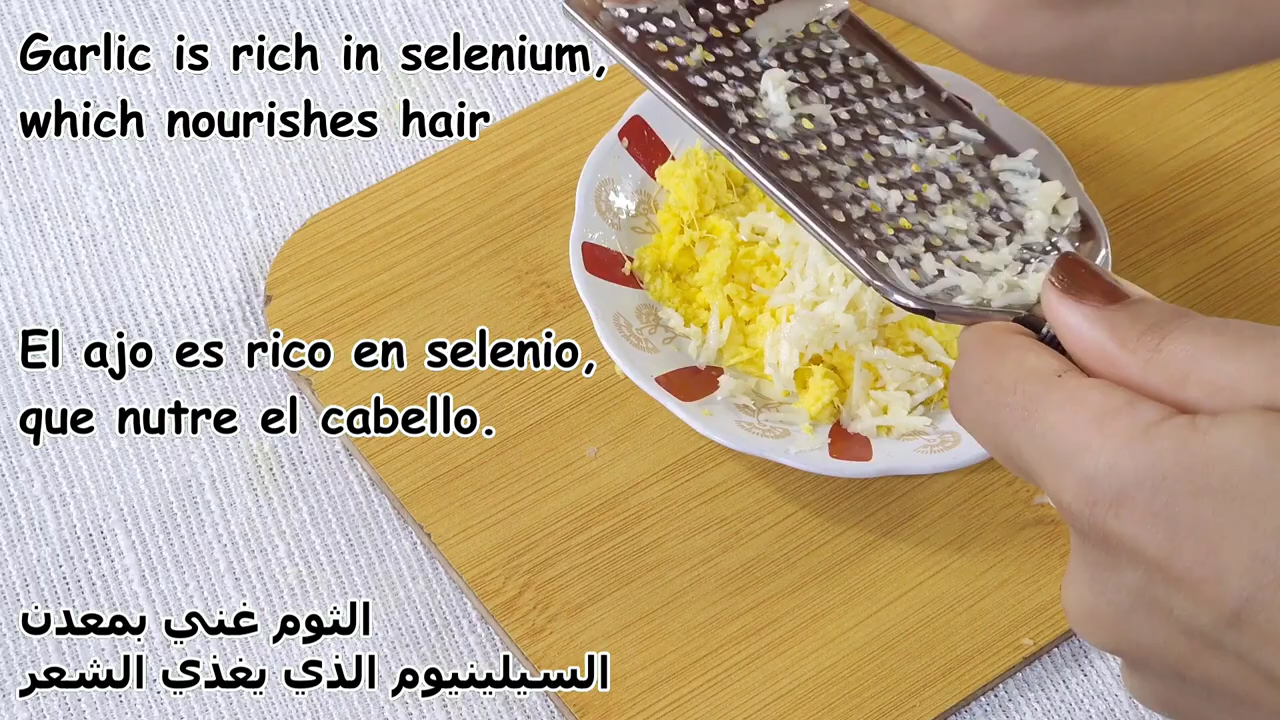 Garlic is rich in selenium,
which nourishes hair
El ajo es rico en selenio,
que nutre el cabello.
الثوم غني بمعدن
السيلينيوم الذي يغذي الشعر